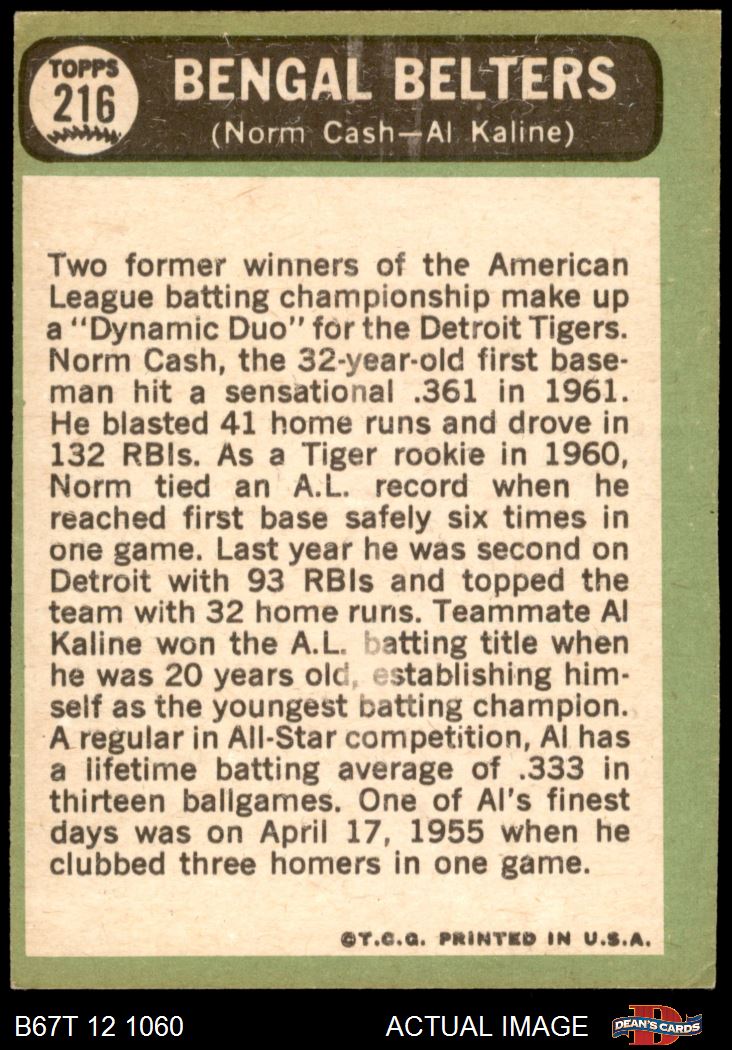 TOPPS
216
BENGAL BELTERS
(Norm Cash—Al Kaline)
Two former winners of the American
League batting championship make up
a "Dynamic Duo" for the Detroit Tigers.
Norm Cash, the 32-year-old first base-
man hit a sensational .361 in 1961.
He blasted 41 home runs and drove in
132 RBIs. As a Tiger rookie in 1960,
Norm tied an A.L. record when he
reached first base safely six times in
one game. Last year he was second on
Detroit with 93 RBIs and topped the
team with 32 home runs. Teammate Al
Kaline won the A.L. batting title when
he was 20 years old, establishing him-
self as the youngest batting champion.
A regular in All-Star competition, Al has
a lifetime batting average of .333 in
thirteen ballgames. One of Al's finest
days was on April 17, 1955 when he
clubbed three homers in one game.
©T.C.G. PRINTED IN U.S.A.
B67T 12 1060
ACTUAL IMAGE
D
DEAN'S CARDS